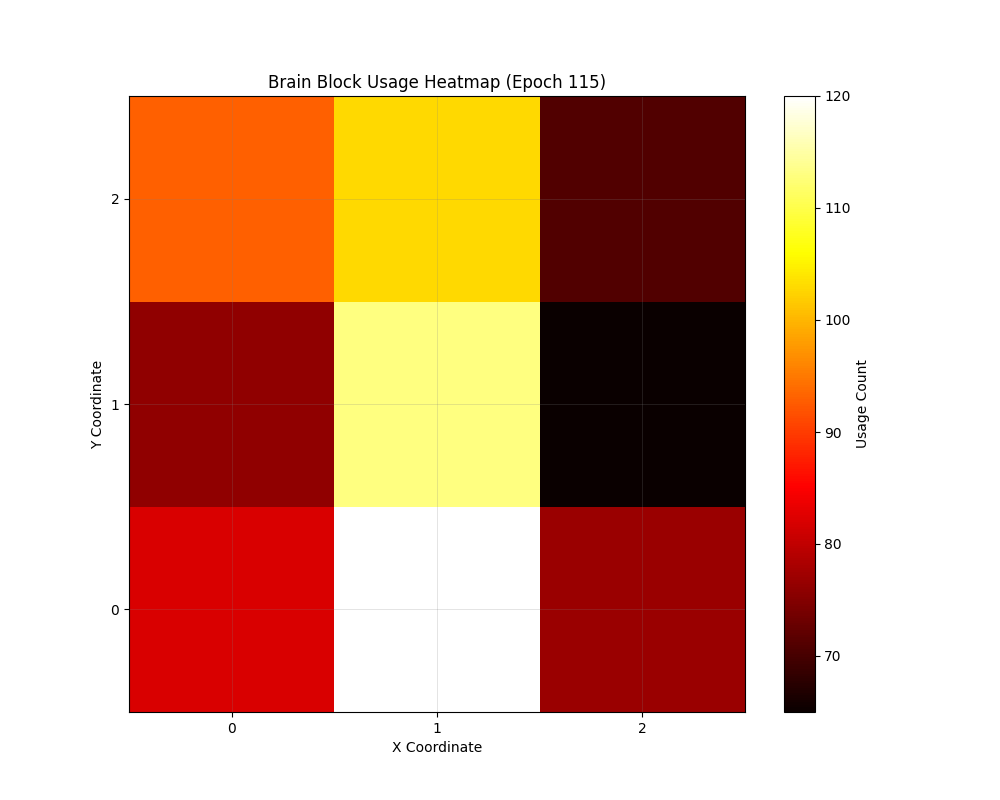 Brain Block Usage Heatmap (Epoch 115)
2
1
0
Y Coordinate
0 1 2
X Coordinate
120
110
100
90
80
70
Usage Count